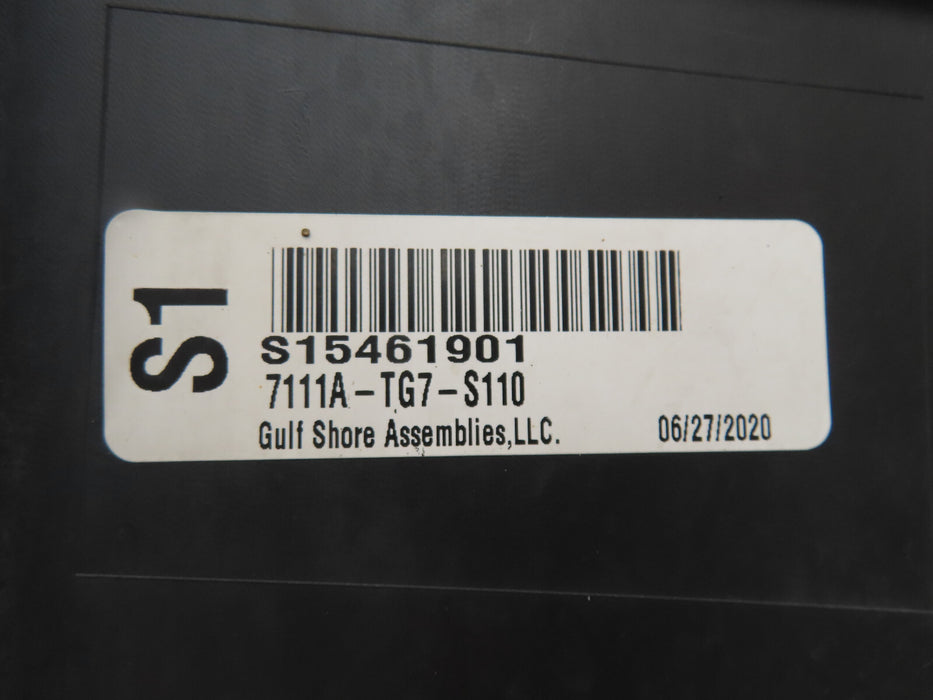 S1
S15461901
7111A-TG7-S110
Gulf Shore Assemblies,LLC.
06/27/2020